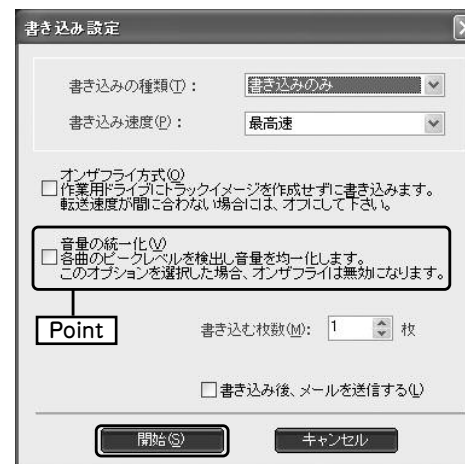 書き込み設定
書き込みの種類(T)： 書き込みのみ
書き込み速度(P)： 最高速
オンザフライ方式(O)
作業用ドライブにトラックイメージを作成せずに書き込みます。
転送速度が間に合わない場合には、オフにして下さい。
音量の統一化(V)
各曲のピークレベルを検出し音量を均一化します。
このオプションを選択した場合、オンザフライは無効になります。
Point
書き込む枚数(M): 1 枚
書き込み後、メールを送信する(L)
開始(S) キャンセル